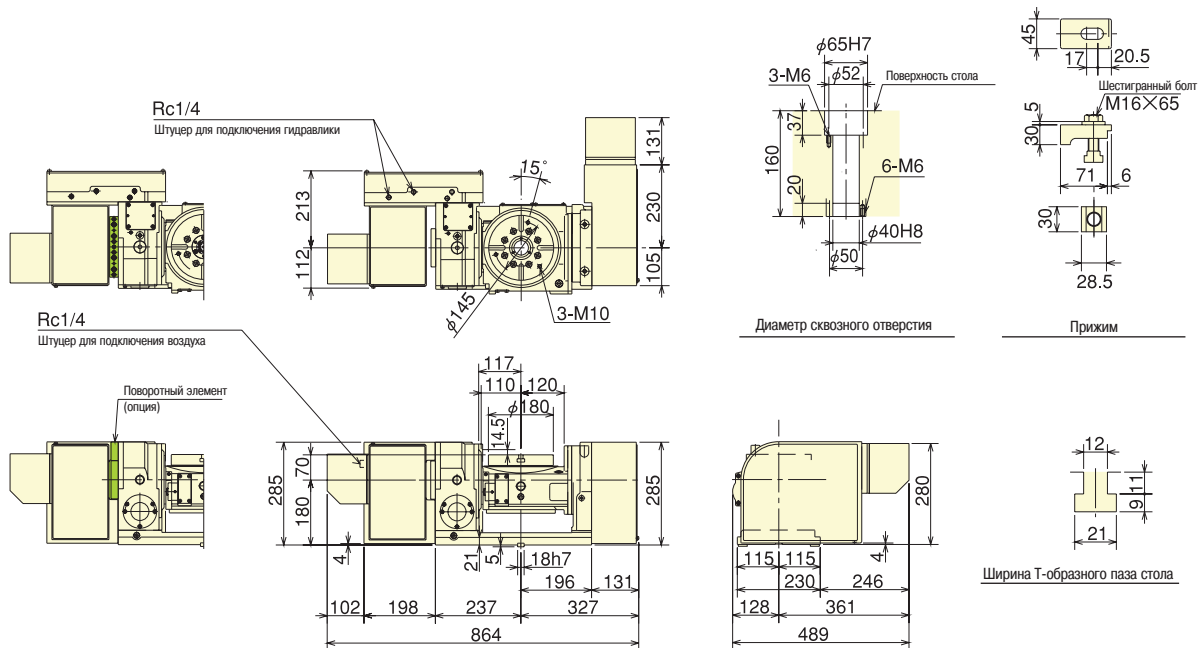 Rc1/4
Штуцер для подключения гидравлики
213
112
15°
131
230
105
ϕ145
3-M10
ϕ65H7
3-M6
ϕ52
Поверхность стола
37
160
20
6-M6
ϕ40H8
ϕ50
Диаметр сквозного отверстия
45
17
20.5
Шестигранный болт
M16×65
5
30
71
6
30
28.5
Прижим
Rc1/4
Штуцер для подключения воздуха
Поворотный элемент
(опция)
117
110
120
ϕ180
14.5
285
70
180
4
21
5
18h7
285
196
131
102
198
237
327
864
280
4
115
115
230
246
128
361
489
12
11
9
21
Ширина Т-образного паза стола